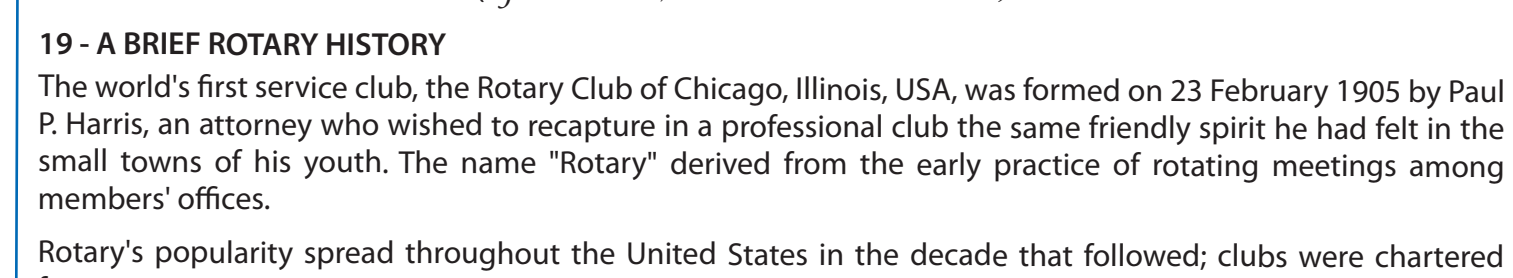 19 - A BRIEF ROTARY HISTORY
The world's first service club, the Rotary Club of Chicago, Illinois, USA, was formed on 23 February 1905 by Paul
P. Harris, an attorney who wished to recapture in a professional club the same friendly spirit he had felt in the
small towns of his youth. The name "Rotary" derived from the early practice of rotating meetings among
members' offices.
Rotary's popularity spread throughout the United States in the decade that followed; clubs were chartered